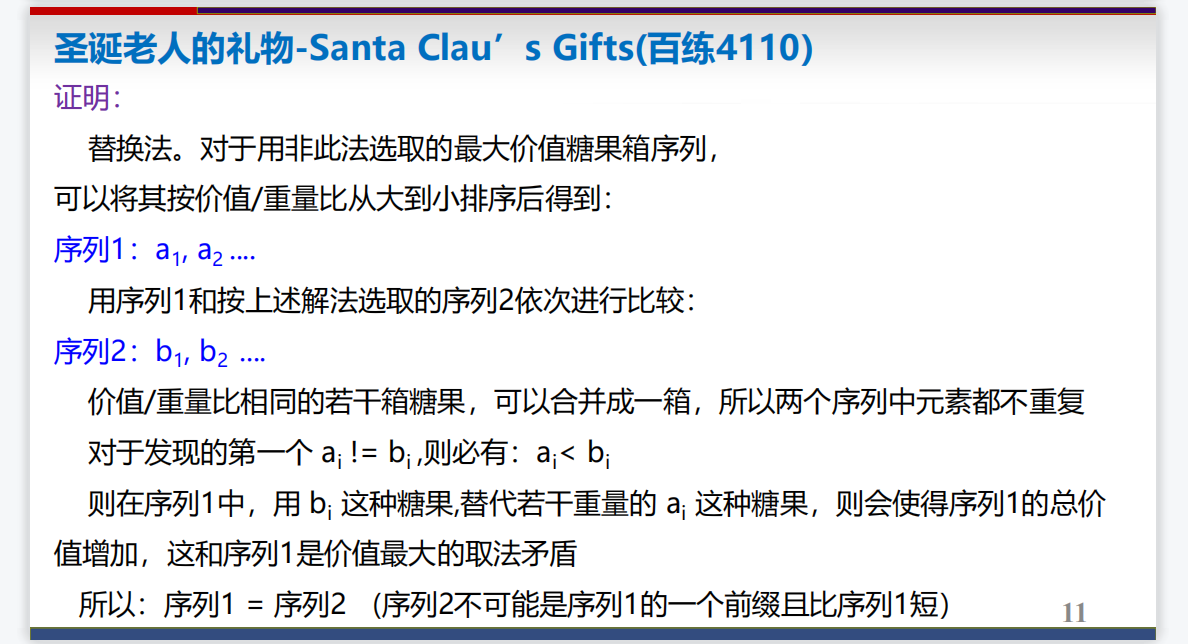 圣诞老人的礼物-Santa Clau’s Gifts(百练4110)
证明：
替换法。对于用非此法选取的最大价值糖果箱序列，
可以将其按价值/重量比从大到小排序后得到：
序列1：a1, a2 ....
用序列1和按上述解法选取的序列2依次进行比较：
序列2：b1, b2 ....
价值/重量比相同的若干箱糖果，可以合并成一箱，所以两个序列中元素都不重复
对于发现的第一个 ai != bi ,则必有：ai< bi
则在序列1中，用 bi 这种糖果,替代若干重量的 ai 这种糖果，则会使得序列1的总价
值增加，这和序列1是价值最大的取法矛盾
所以：序列1 = 序列2 （序列2不可能是序列1的一个前缀且比序列1短）
11